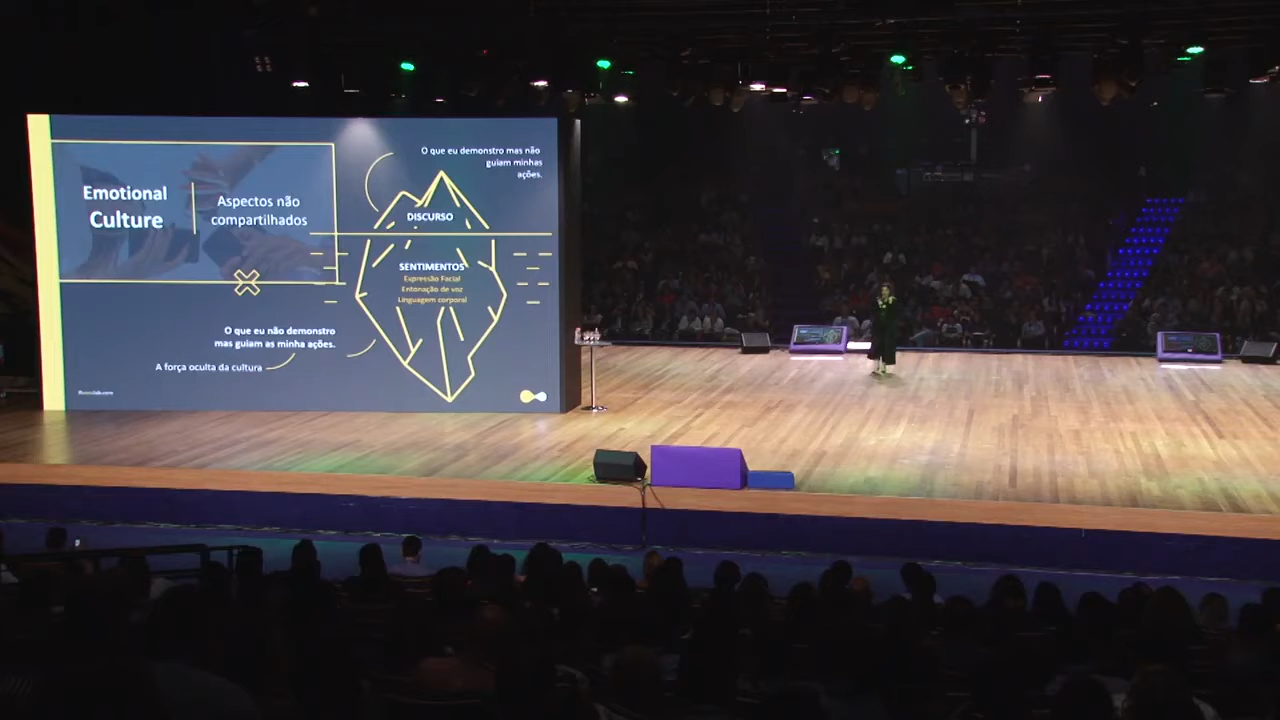 Emotional
Culture
Aspectos não
compartilhados
O que eu demonstro mas não
guiam minhas
ações.
DISCURSO
SENTIMENTOS
Expressão Facial
Entonação de voz
Linguagem corporal
O que eu não demonstro
mas guiam as minha ações.
A força oculta da cultura